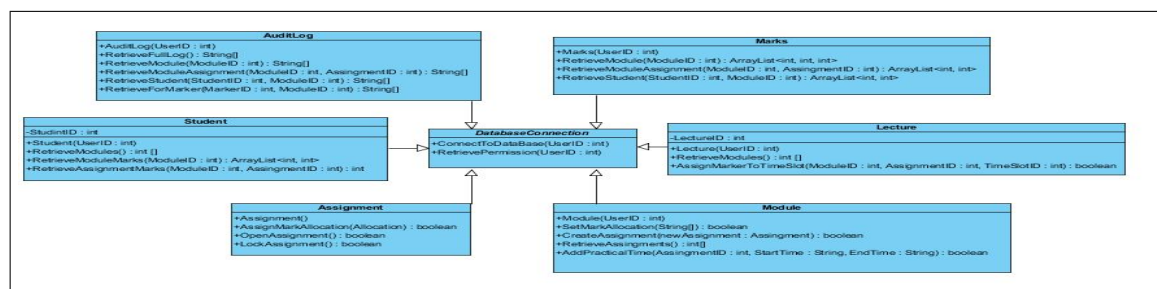 AuditLog
+AuditLog(UserID : int)
+RetrieveFullLog() : String[]
+RetrieveModule(ModuleID : int) : String[]
+RetrieveModuleAssignment(ModuleID : int, AssingmentID : int) : String[]
+RetrieveStudent(StudentID : int, ModuleID : int) : String[]
+RetrieveForMarker(MarkerID : int, ModuleID : int) : String[]
Marks
+Marks(UserID : int)
+RetrieveModule(ModuleID : int) : ArrayList<int, int, int>
+RetrieveModuleAssignment(ModuleID : int, AssingmentID : int) : ArrayList<int, int>
+RetrieveStudent(StudentID : int, ModuleID : int) : ArrayList<int, int>
Student
-StudintID : int
+Student(UserID : int)
+RetrieveModules() : int []
+RetrieveModuleMarks(ModuleID : int) : ArrayList<int, int>
+RetrieveAssignmentMarks(ModuleID : int, AssingmentID : int) : int
DatabaseConnection
+ConnectToDataBase(UserID : int)
+RetrievePermission(UserID : int)
Lecture
-LectureID : int
+Lecture(UserID : int)
+RetrieveModules() : int []
+AssignMarkerToTimeSlot(ModuleID : int, AssignmentID : int, TimeSlotID : int) : boolean
Assignment
+Assignment()
+AssignMarkAllocation(Allocation) : boolean
+OpenAssignment() : boolean
+LockAssignment() : boolean
Module
+Module(UserID : int)
+SetMarkAllocation(String[]) : boolean
+CreateAssignment(newAssignment : Assingment) : boolean
+RetrieveAssingments() : int[]
+AddPracticalTime(AssingmentID : int, StartTime : String, EndTime : String) : boolean